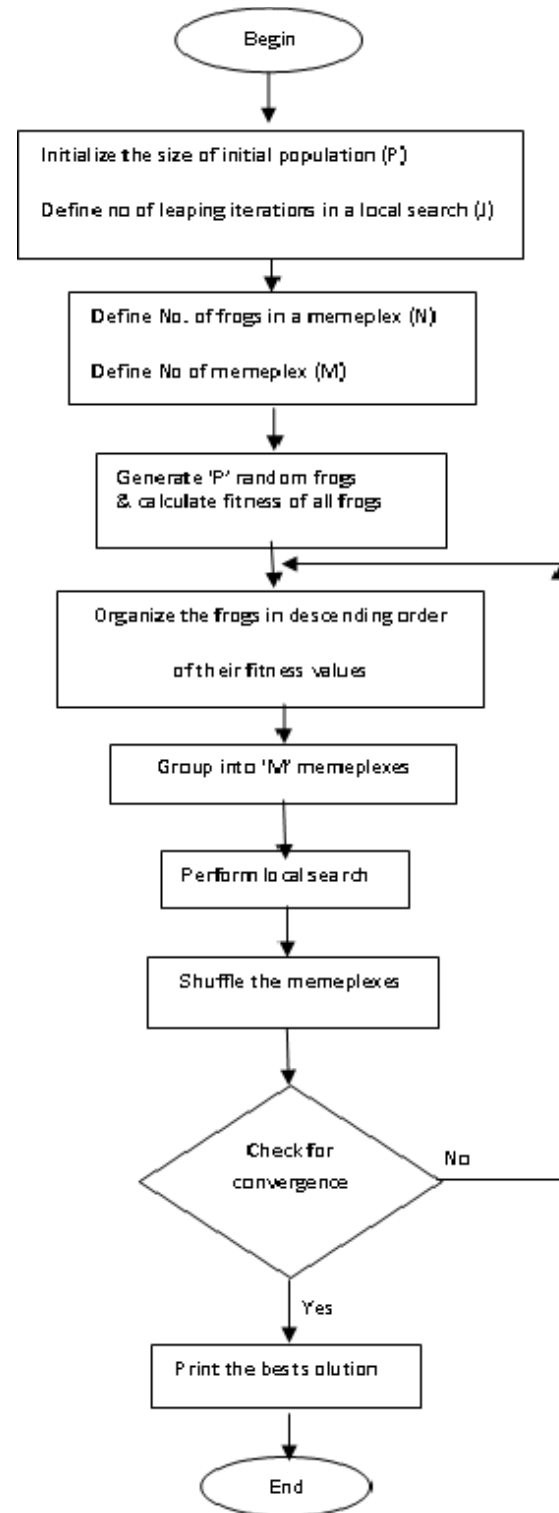 Begin
Initialize the size of initial population (P)
Define no of leaping iterations in a local search (J)
Define No. of frogs in a memeplex (N)
Define No of memeplex (M)
Generate 'P' random frogs
& calculate fitness of all frogs
Organize the frogs in descending order
of their fitness values
Group into 'M' memeplexes
Perform local search
Shuffle the memeplexes
Check for
convergence
No
Yes
Print the best solution
End